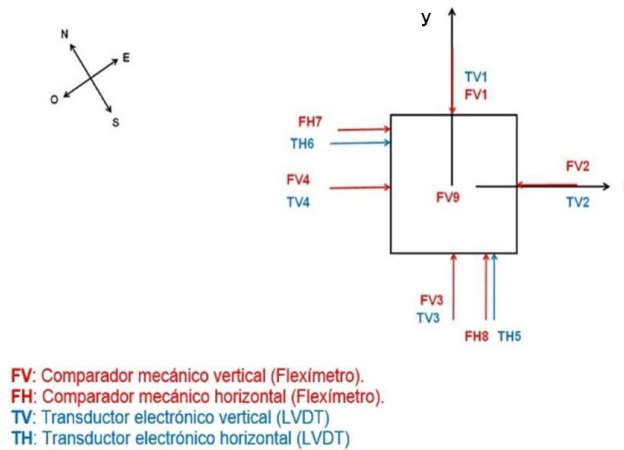 y
N
E
O
S
TV1
FV1
FH7
TH6
FV4
TV4
FV2
TV2
FV9
FV3
TV3
FH8 TH5
FV: Comparador mecánico vertical (Flexímetro).
FH: Comparador mecánico horizontal (Flexímetro).
TV: Transductor electrónico vertical (LVDT)
TH: Transductor electrónico horizontal (LVDT)